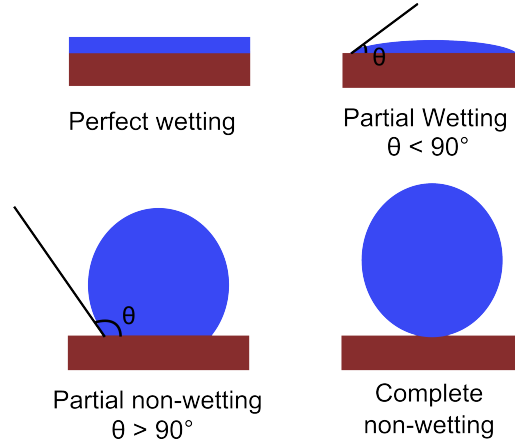 θ
Perfect wetting
Partial Wetting
θ < 90°
θ
Partial non-wetting
θ > 90°
Complete
non-wetting